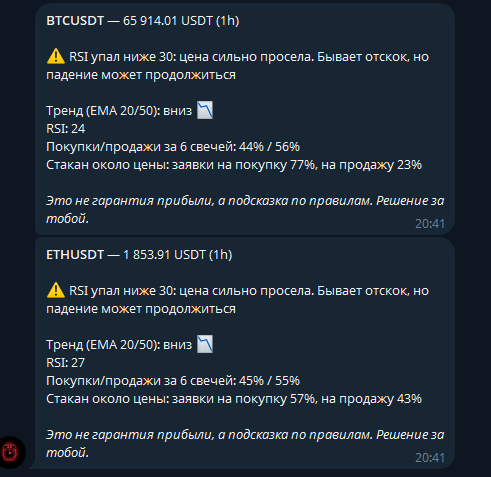 BTCUSDT — 65 914.01 USDT (1h)
⚠️ RSI упал ниже 30: цена сильно просела. Бывает отскок, но
падение может продолжиться
Тренд (EMA 20/50): вниз 📉
RSI: 24
Покупки/продажи за 6 свечей: 44% / 56%
Стакан около цены: заявки на покупку 77%, на продажу 23%
Это не гарантия прибыли, а подсказка по правилам. Решение за
тобой.
20:41
ETHUSDT — 1 853.91 USDT (1h)
⚠️ RSI упал ниже 30: цена сильно просела. Бывает отскок, но
падение может продолжиться
Тренд (EMA 20/50): вниз 📉
RSI: 27
Покупки/продажи за 6 свечей: 45% / 55%
Стакан около цены: заявки на покупку 57%, на продажу 43%
Это не гарантия прибыли, а подсказка по правилам. Решение за
тобой.
20:41